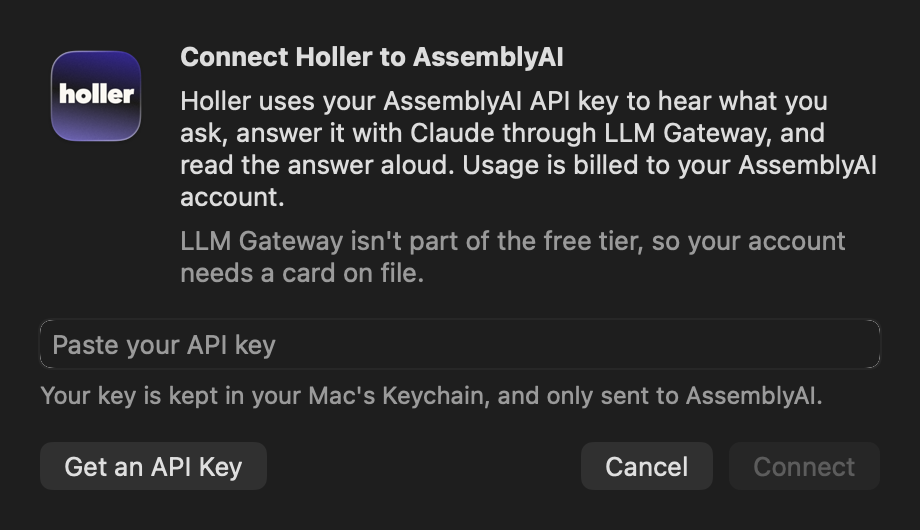 holler
Connect Holler to AssemblyAI
Holler uses your AssemblyAI API key to hear what you
ask, answer it with Claude through LLM Gateway, and
read the answer aloud. Usage is billed to your AssemblyAI
account.
LLM Gateway isn't part of the free tier, so your account
needs a card on file.
Paste your API key
Your key is kept in your Mac's Keychain, and only sent to AssemblyAI.
Get an API Key
Cancel
Connect